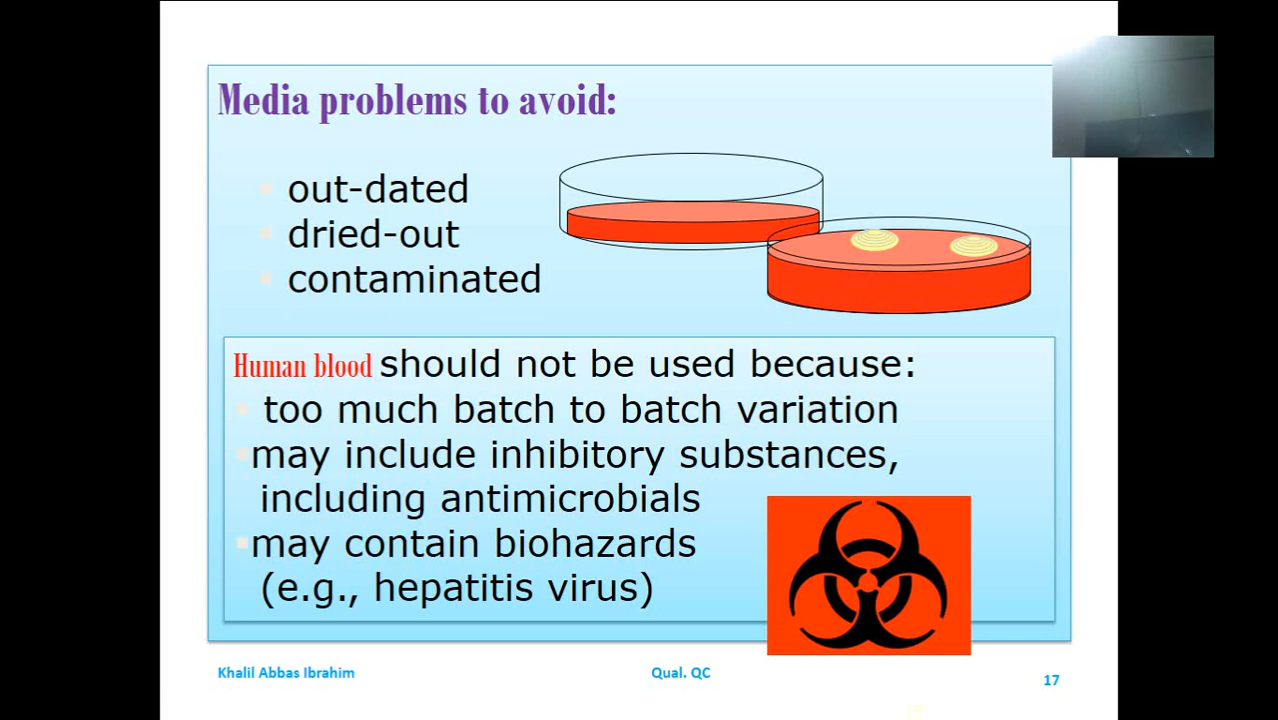 Media problems to avoid:
out-dated
dried-out
contaminated
Human blood should not be used because:
too much batch to batch variation
may include inhibitory substances,
including antimicrobials
may contain biohazards
(e.g., hepatitis virus)
Khalil Abbas Ibrahim
Qual. QC
17